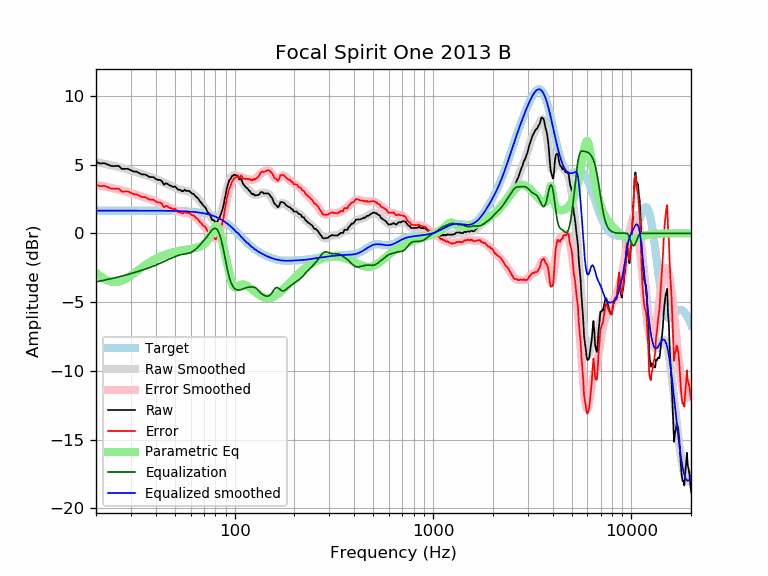 Focal Spirit One 2013 B
Amplitude (dBr)
10
5
0
−5
−10
−15
−20
Target
Raw Smoothed
Error Smoothed
Raw
Error
Parametric Eq
Equalization
Equalized smoothed
100
1000
10000
Frequency (Hz)